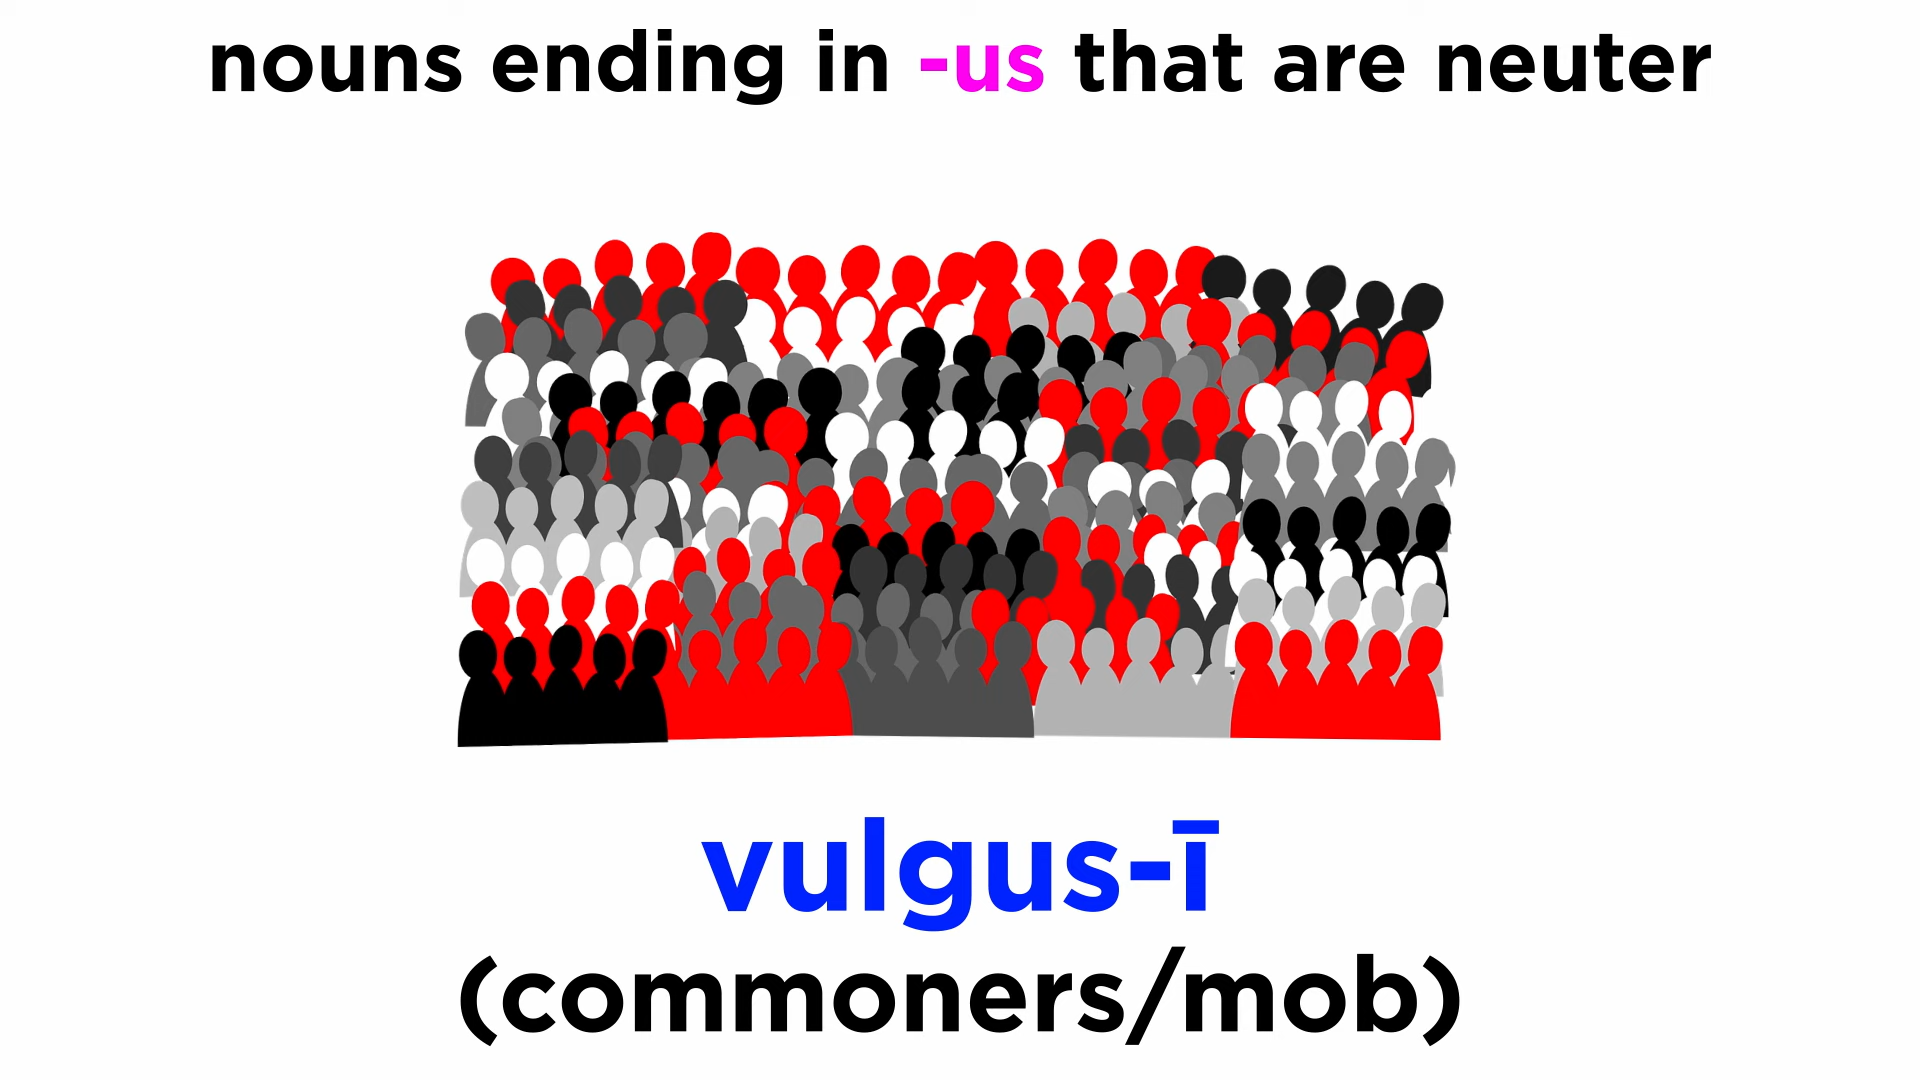 nouns ending in -us that are neuter
vulgus-ī
(commoners/mob)